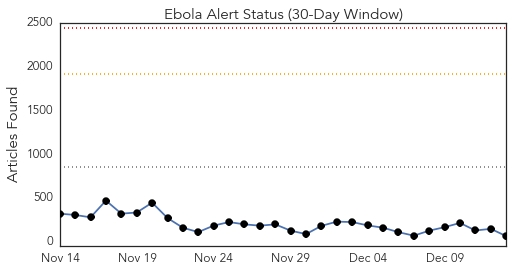 Ebola Alert Status (30-Day Window)
Articles Found
2500
2000
1500
1000
500
0
Nov 14
Nov 19
Nov 24
Nov 29
Dec 04
Dec 09